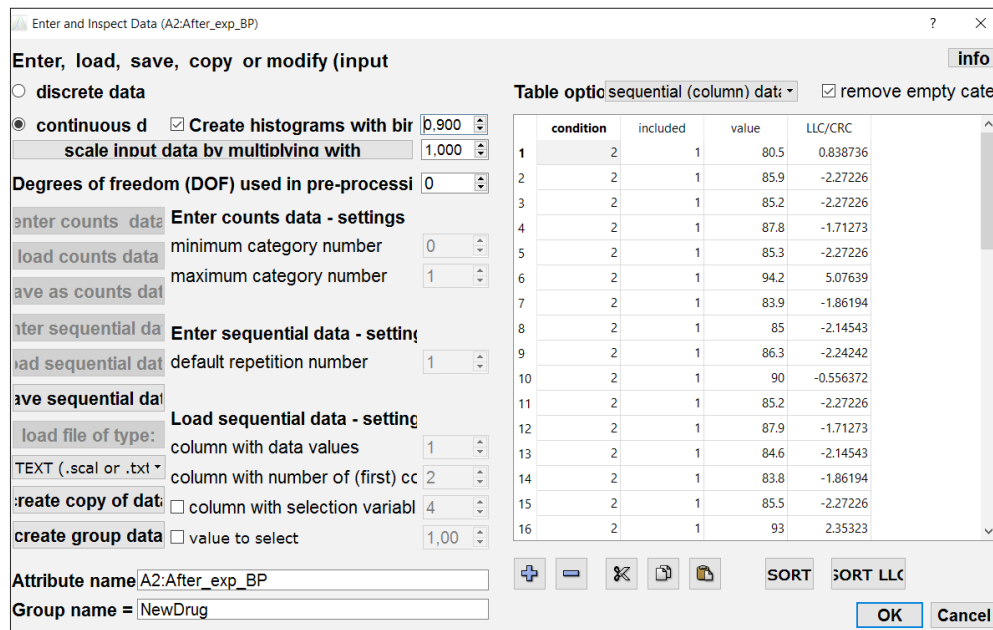 Enter and Inspect Data (A2:After_exp_BP)
?
Enter, load, save, copy or modify (input
info
discrete data
Table optio
sequential (column) data
remove empty cate
continuous d
Create histograms with bin
0,900
scale input data by multiplying with
1,000
Degrees of freedom (DOF) used in pre-processi
0
enter counts data
Enter counts data - settings
load counts data
minimum category number
0
maximum category number
1
ave as counts dat
nter sequential da
Enter sequential data - setting
oad sequential dat
default repetition number
1
ave sequential dat
Load sequential data - setting
load file of type:
column with data values
1
TEXT (.scal or .txt
column with number of (first) cc
2
create copy of data
column with selection variabl
4
create group data
value to select
1,00
Attribute name
A2:After_exp_BP
Group name =
NewDrug
condition included value LLC/CRC
1 2 1 80.5 0.838736
2 2 1 85.9 -2.27226
3 2 1 85.2 -2.27226
4 2 1 87.8 -1.71273
5 2 1 85.3 -2.27226
6 2 1 94.2 5.07639
7 2 1 83.9 -1.86194
8 2 1 85 -2.14543
9 2 1 86.3 -2.24242
10 2 1 90 -0.556372
11 2 1 85.2 -2.27226
12 2 1 87.9 -1.71273
13 2 1 84.6 -2.14543
14 2 1 83.8 -1.86194
15 2 1 85.5 -2.27226
16 2 1 93 2.35323
SORT
SORT LLC
OK
Cancel